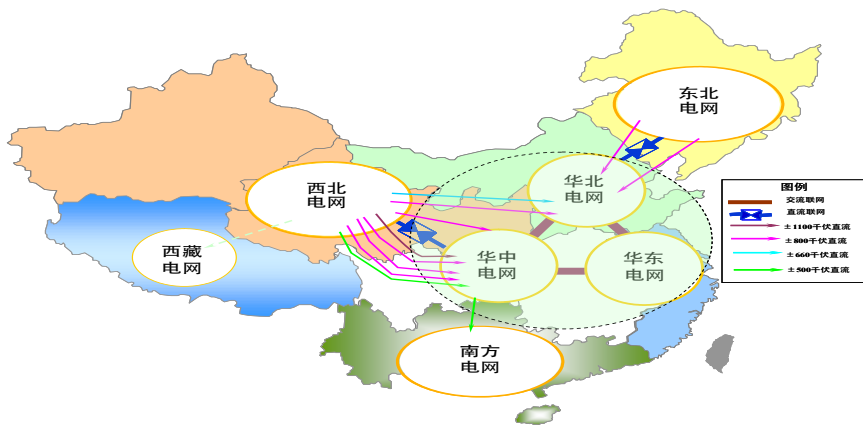 东北
电网
华北
电网
西北
电网
西藏
电网
华中
电网
华东
电网
南方
电网
图例
交流联网
直流联网
±1100千伏直流
±800千伏直流
±660千伏直流
±500千伏直流